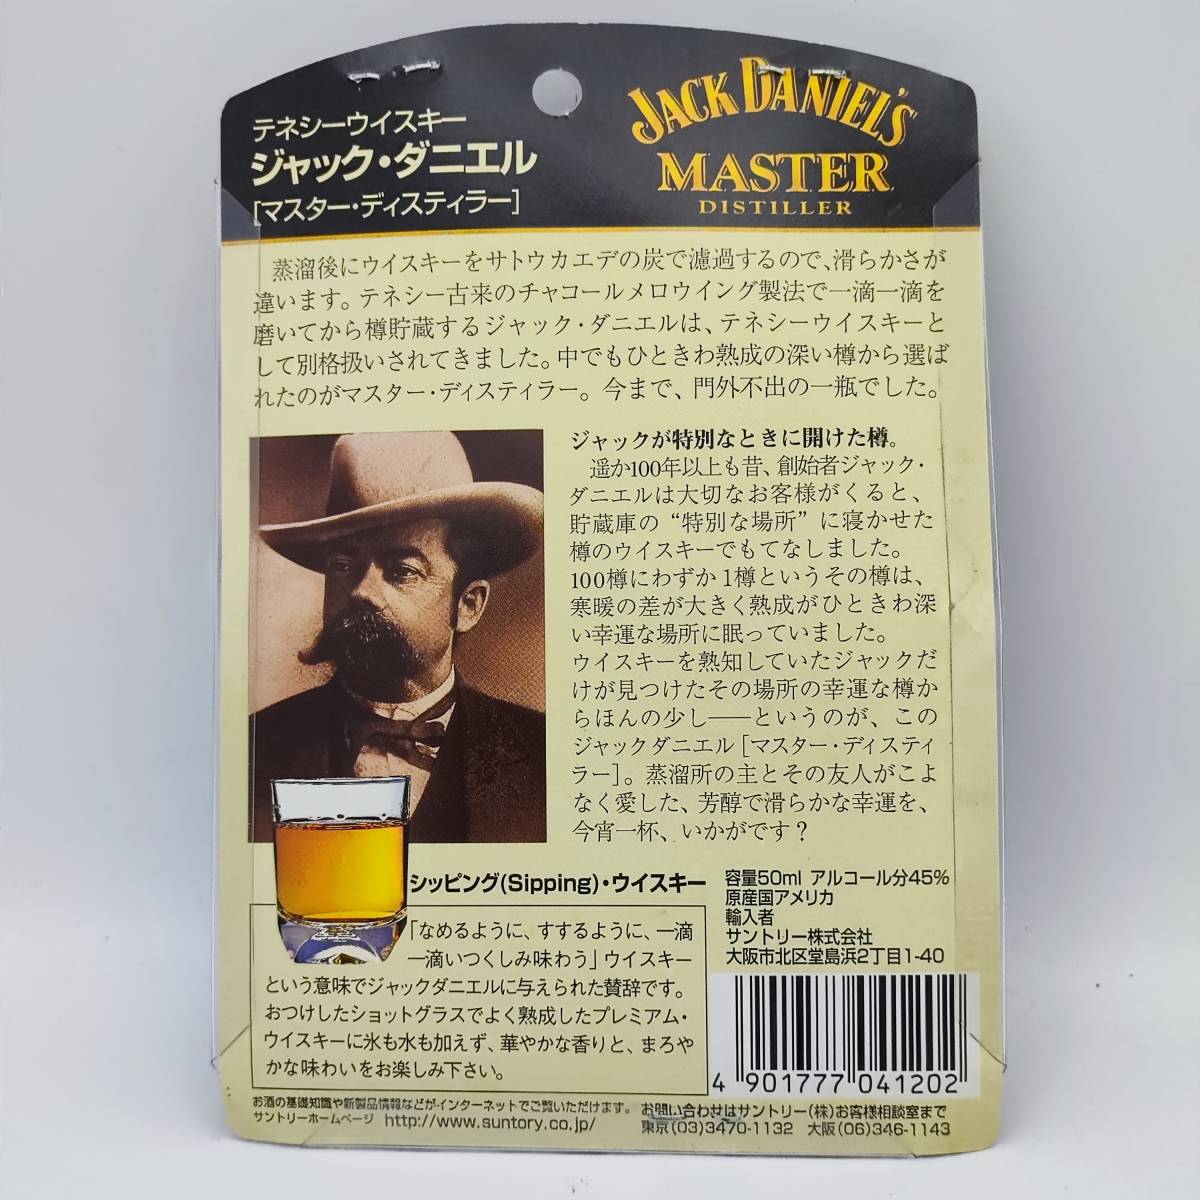 テネシーウイスキー
ジャック・ダニエル
[マスター・ディスティラー]
JACK DANIEL'S
MASTER
DISTILLER
蒸溜後にウイスキーをサトウカエデの炭で濾過するので、滑らかさが
違います。テネシー古来のチャコールメロウイング製法で一滴一滴を
磨いてから樽貯蔵するジャック・ダニエルは、テネシーウイスキーと
して別格扱いされてきました。中でもひときわ熟成の深い樽から選ば
れたのがマスター・ディスティラー。今まで、門外不出の一瓶でした。
ジャックが特別なときに開けた樽。
遥か100年以上も昔、創始者ジャック・
ダニエルは大切なお客様がくると、
貯蔵庫の“特別な場所”に寝かせた
樽のウイスキーでもてなしました。
100樽にわずか1樽というその樽は、
寒暖の差が大きく熟成がひときわ深
い幸運な場所に眠っていました。
ウイスキーを熟知していたジャックだ
けが見つけたその場所の幸運な樽か
らほんの少し——というのが、この
ジャックダニエル[マスター・ディスティ
ラー]。蒸溜所の主とその友人がこよ
なく愛した、芳醇で滑らかな幸運を、
今宵一杯、いかがです?
シッピング(Sipping)・ウイスキー
「なめるように、すするように、一滴
一滴いつくしみ味わう」ウイスキー
という意味でジャックダニエルに与えられた賛辞です。
おつけしたショットグラスでよく熟成したプレミアム・
ウイスキーに氷も水も加えず、華やかな香りと、まろや
かな味わいをお楽しみ下さい。
容量50ml アルコール分45%
原産国アメリカ
輸入者
サントリー株式会社
大阪市北区堂島浜2丁目1-40
4 901777 041202
お酒の基礎知識や新製品情報などがインターネットでご覧いただけます。
サントリーホームページ http://www.suntory.co.jp/
お問い合わせはサントリー(株)お客様相談室まで
東京(03)3470-1132 大阪(06)346-1143